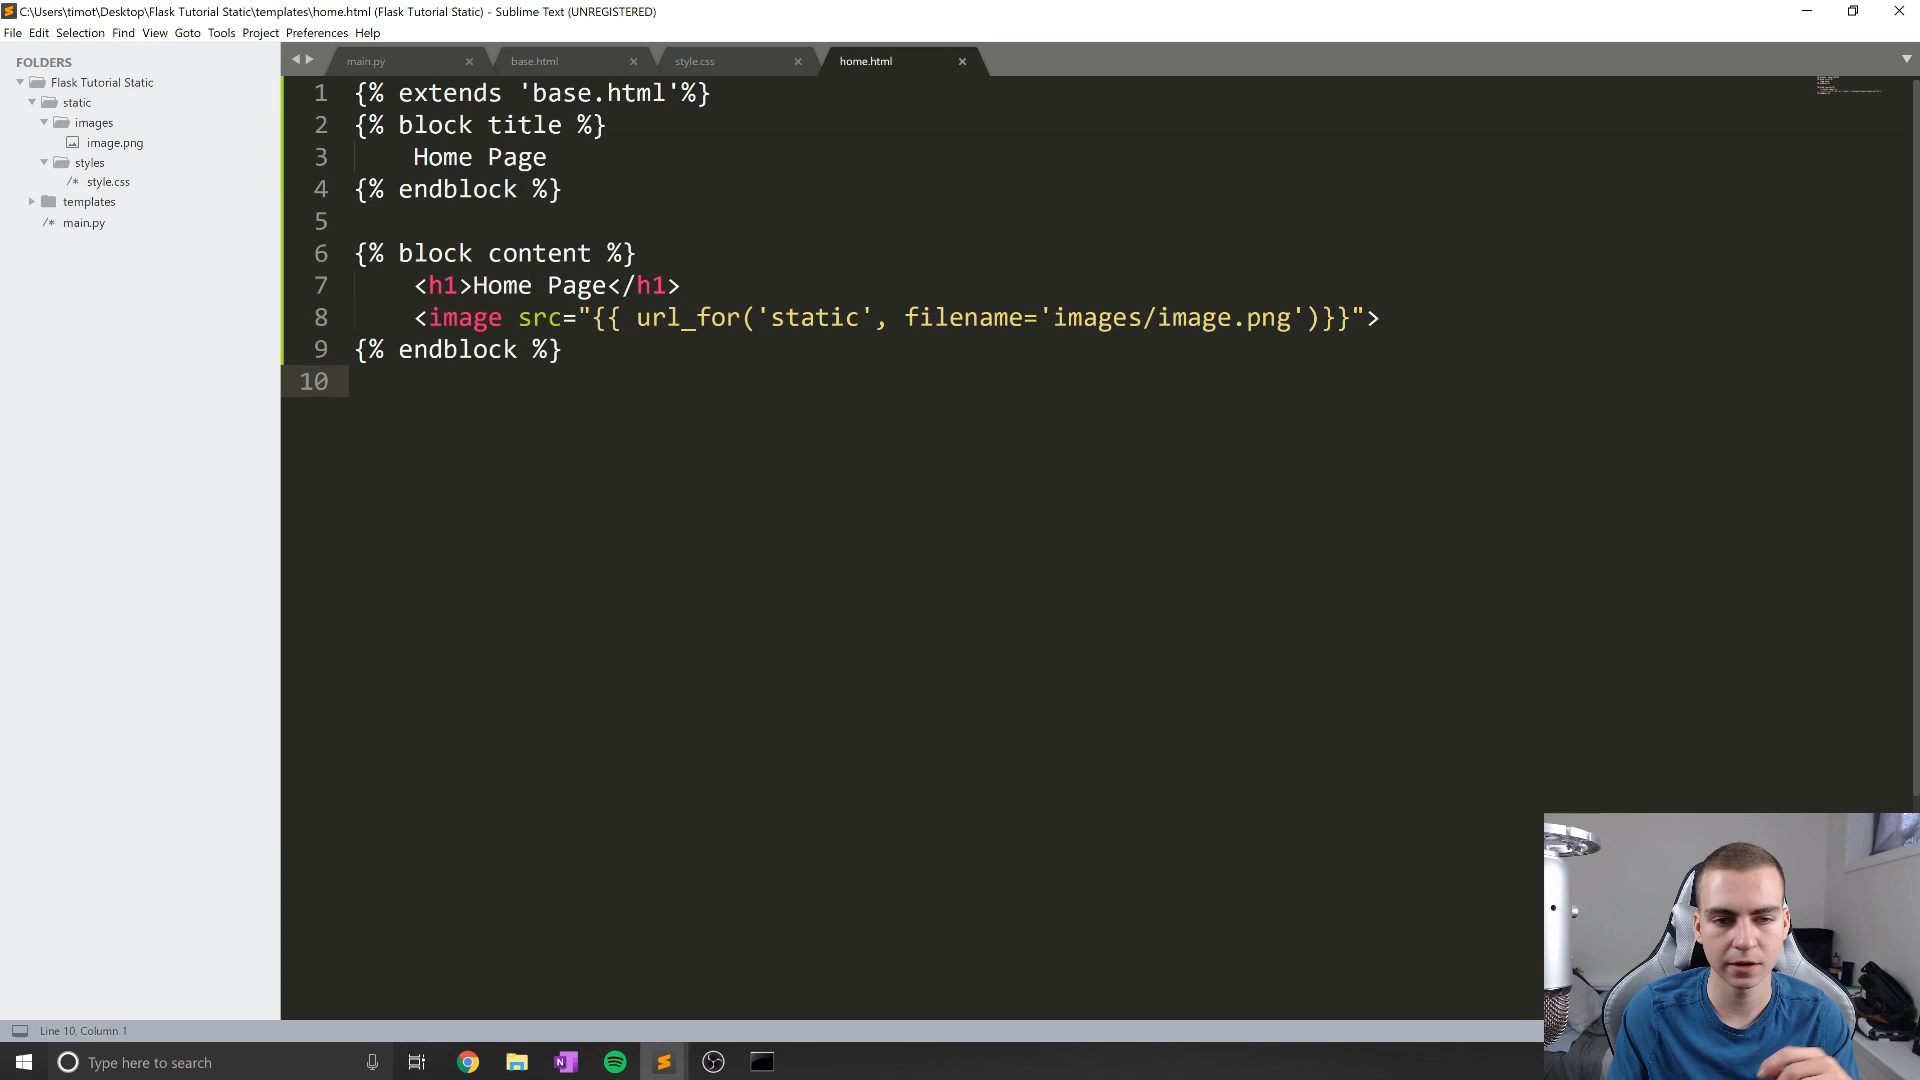 C:\Users\timot\Desktop\Flask Tutorial Static\templates\home.html (Flask Tutorial Static) - Sublime Text (UNREGISTERED)
File Edit Selection Find View Goto Tools Project Preferences Help
FOLDERS
Flask Tutorial Static
static
images
image.png
styles
/* style.css
templates
/* main.py
main.py
base.html
style.css
home.html
1 {% extends 'base.html'%}
2 {% block title %}
3 Home Page
4 {% endblock %}
5
6 {% block content %}
7 <h1>Home Page</h1>
8 <image src="{{ url_for('static', filename='images/image.png')}}">
9 {% endblock %}
10
Line 10, Column 1
Type here to search